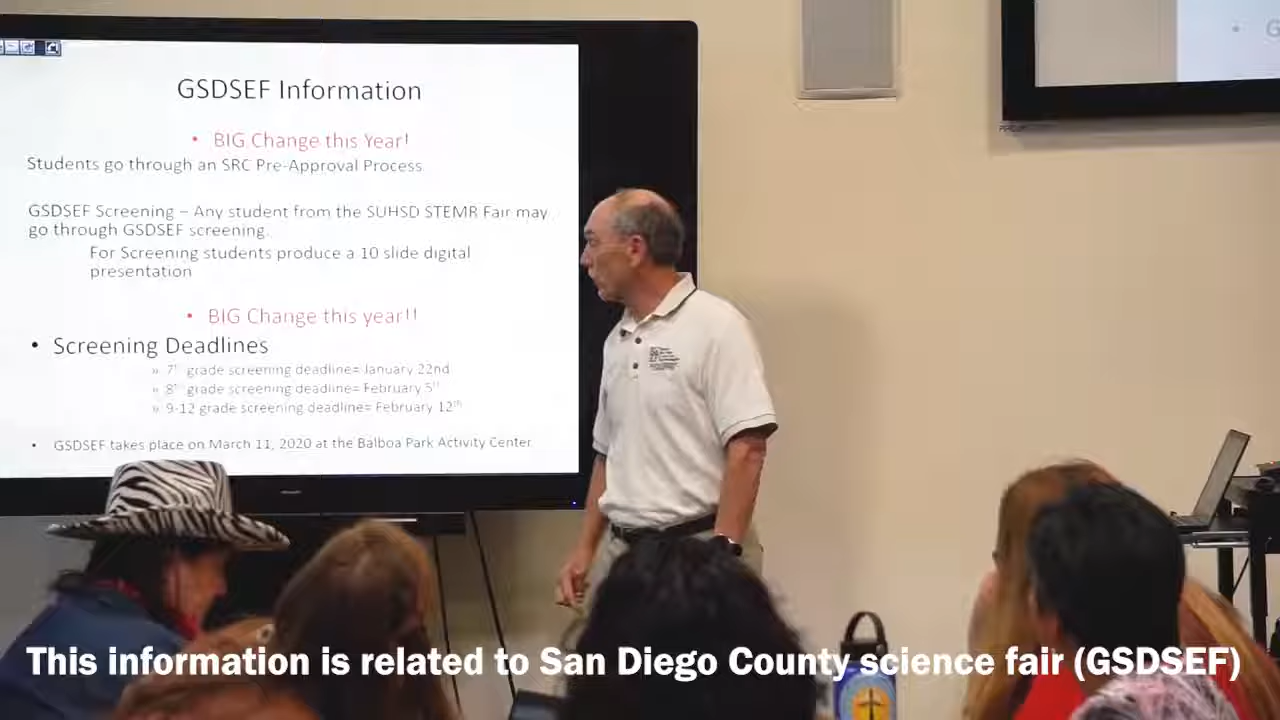 GSDSEF Information
• BIG Change this Year!
Students go through an SRC Pre-Approval Process
GSDSEF Screening – Any student from the SUHSD STEMR Fair may
go through GSDSEF screening.
For Screening students produce a 10 slide digital
presentation
• BIG Change this year!!
• Screening Deadlines
» 7th grade screening deadline= January 22nd
» 8th grade screening deadline= February 5th
» 9-12 grade screening deadline= February 12th
• GSDSEF takes place on March 11, 2020 at the Balboa Park Activity Center
This information is related to San Diego County science fair (GSDSEF)